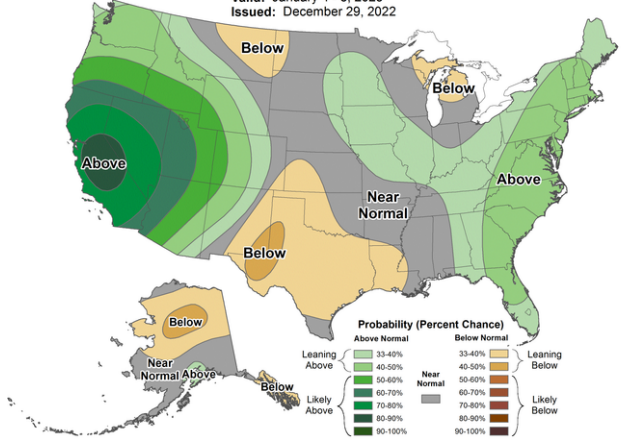 Issued: December 29, 2022
Below
Below
Above
Near
Normal
Above
Below
Below
Near
Normal
Above
Below
Probability (Percent Chance)
Above Normal
Below Normal
Leaning
Above
33-40%
40-50%
Likely
Above
50-60%
60-70%
70-80%
80-90%
90-100%
Near
Normal
33-40%
40-50%
Leaning
Below
50-60%
60-70%
70-80%
80-90%
90-100%
Likely
Below